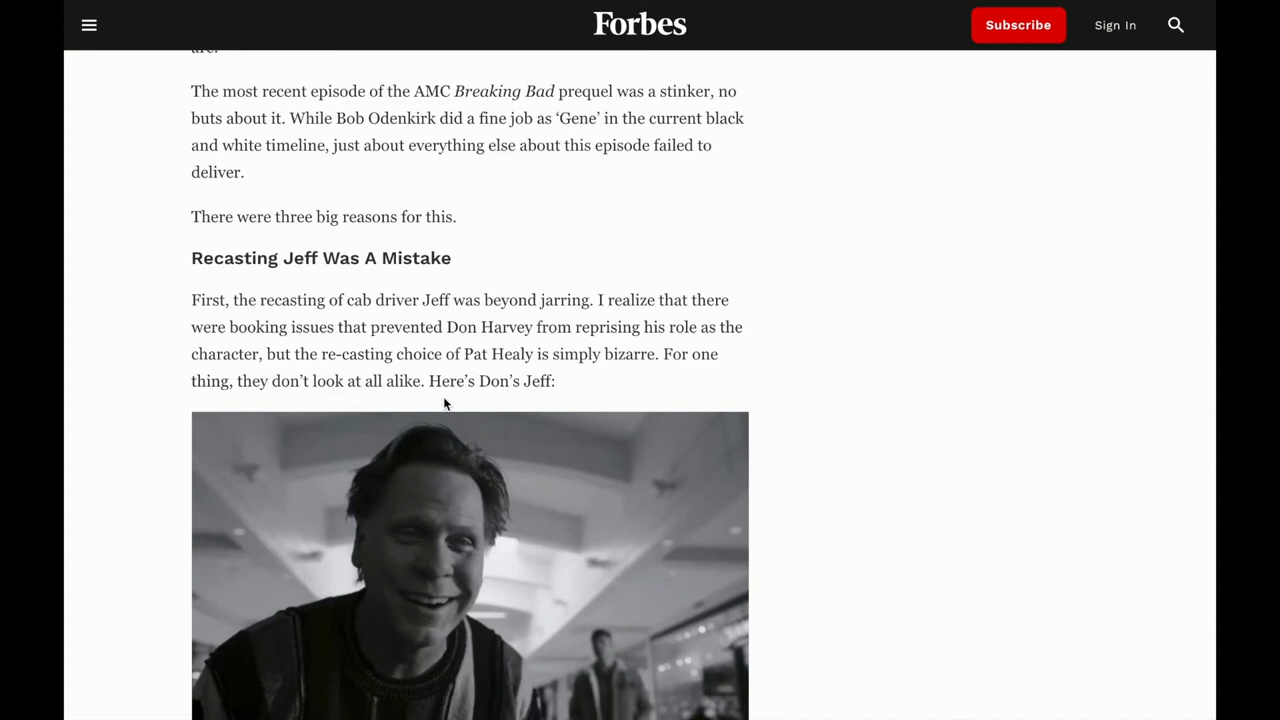 Forbes
Subscribe
Sign In
are.
The most recent episode of the AMC Breaking Bad prequel was a stinker, no
buts about it. While Bob Odenkirk did a fine job as ‘Gene’ in the current black
and white timeline, just about everything else about this episode failed to
deliver.
There were three big reasons for this.
Recasting Jeff Was A Mistake
First, the recasting of cab driver Jeff was beyond jarring. I realize that there
were booking issues that prevented Don Harvey from reprising his role as the
character, but the re-casting choice of Pat Healy is simply bizarre. For one
thing, they don’t look at all alike. Here’s Don’s Jeff: